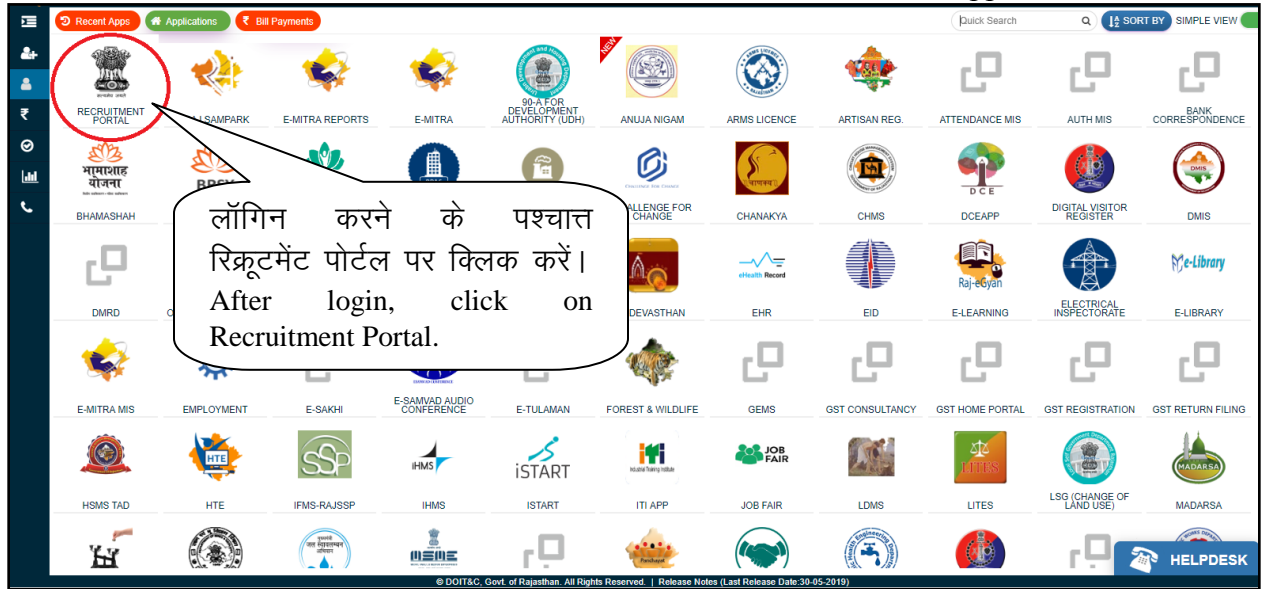 Recent Apps
Applications
₹ Bill Payments
Quick Search
SORT BY
SIMPLE VIEW
NEW
RECRUITMENT PORTAL
SAMPARK
E-MITRA REPORTS
E-MITRA
90-A FOR DEVELOPMENT AUTHORITY (UDH)
ANUJA NIGAM
ARMS LICENCE
ARTISAN REG.
ATTENDANCE MIS
AUTH MIS
BANK CORRESPONDENCE
भामाशाह
योजना
चाणक्य
DCE
DMIS
BHAMASHAH
CHANGE FOR CHANGE
CHANAKYA
CHMS
DCEAPP
DIGITAL VISITOR REGISTER
DMIS
लॉगिन करने के पश्चात्त
रिक्रूटमेंट पोर्टल पर क्लिक करें।
After login, click on
Recruitment Portal.
eHealth Record
Raj-eGyan
e-Library
DMRD
DEVASTHAN
EHR
EID
E-LEARNING
ELECTRICAL INSPECTORATE
E-LIBRARY
E-MITRA MIS
EMPLOYMENT
E-SAKHI
E-SAMVAD AUDIO CONFERENCE
E-TULAMAN
FOREST & WILDLIFE
GEMS
GST CONSULTANCY
GST HOME PORTAL
GST REGISTRATION
GST RETURN FILING
HTE
SSP
iHMS
iSTART
iti
JOB FAIR
LITES
MADARSA
HSMS TAD
HTE
IFMS-RAJSSP
IHMS
ISTART
ITI APP
JOB FAIR
LDMS
LITES
LSG (CHANGE OF LAND USE)
MADARSA
MSME
Panchayat
HELPDESK
© DOIT&C, Govt. of Rajasthan. All Rights Reserved. | Release Notes (Last Release Date:30-05-2019)